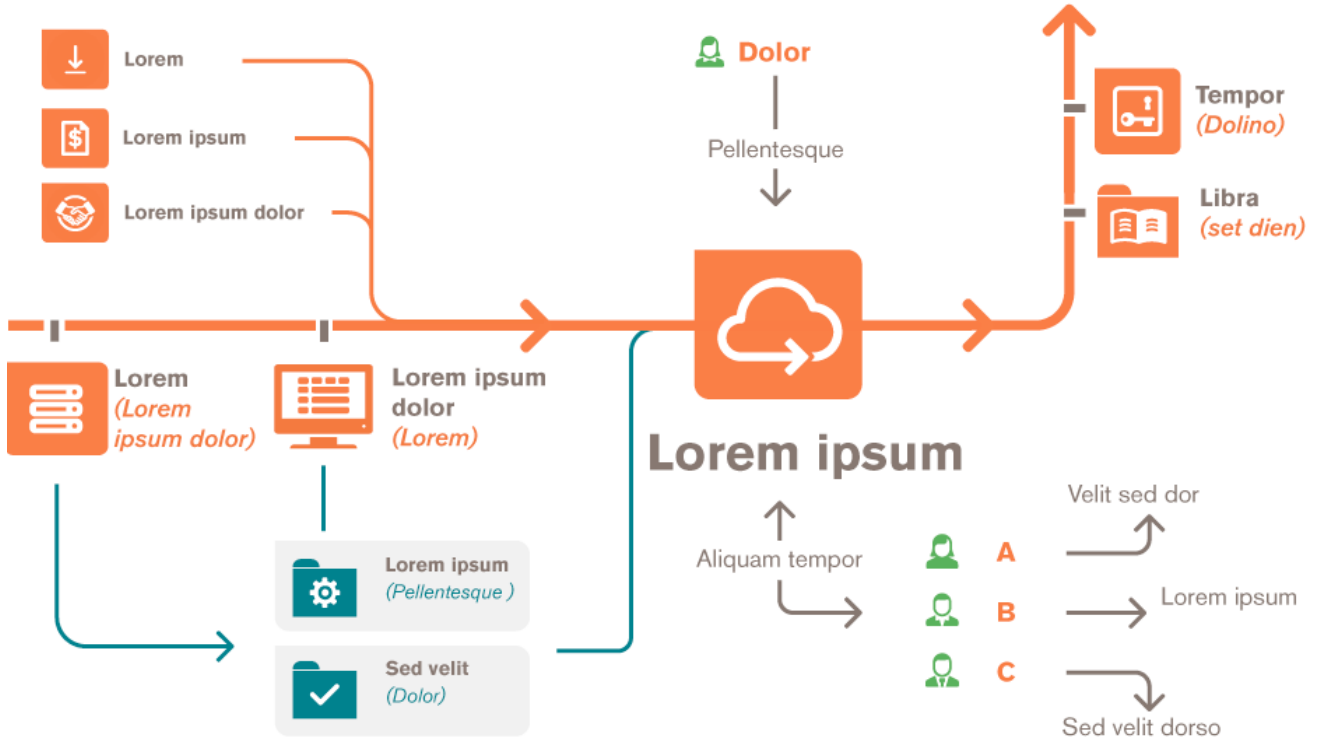 Lorem
Lorem ipsum
Lorem ipsum dolor
Dolor
Pellentesque
Tempor
(Dolino)
Libra
(set dien)
Lorem
(Lorem
ipsum dolor)
Lorem ipsum
dolor
(Lorem)
Lorem ipsum
Lorem ipsum
(Pellentesque )
Sed velit
(Dolor)
Aliquam tempor
A
B
C
Velit sed dor
Lorem ipsum
Sed velit dorso